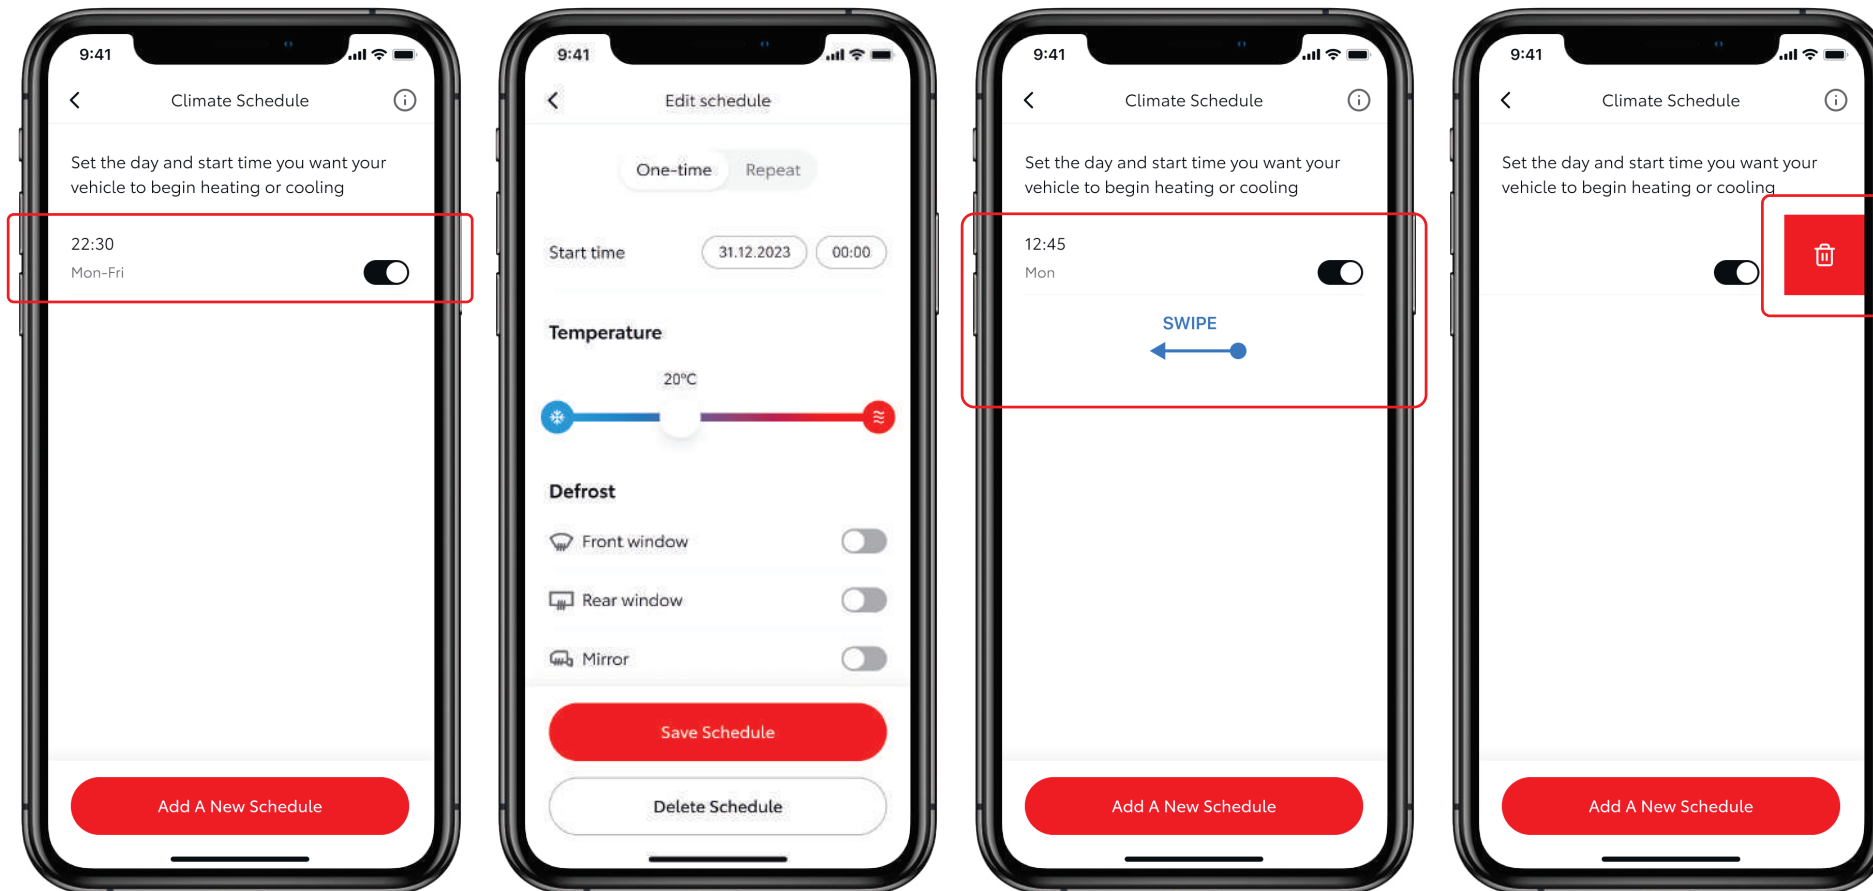 9:41
Climate Schedule
Set the day and start time you want your
vehicle to begin heating or cooling
22:30
Mon-Fri
Add A New Schedule
9:41
Edit schedule
One-time Repeat
Start time 31.12.2023 00:00
Temperature
20°C
Defrost
Front window
Rear window
Mirror
Save Schedule
Delete Schedule
9:41
Climate Schedule
Set the day and start time you want your
vehicle to begin heating or cooling
12:45
Mon
SWIPE
Add A New Schedule
9:41
Climate Schedule
Set the day and start time you want your
vehicle to begin heating or cooling
Add A New Schedule